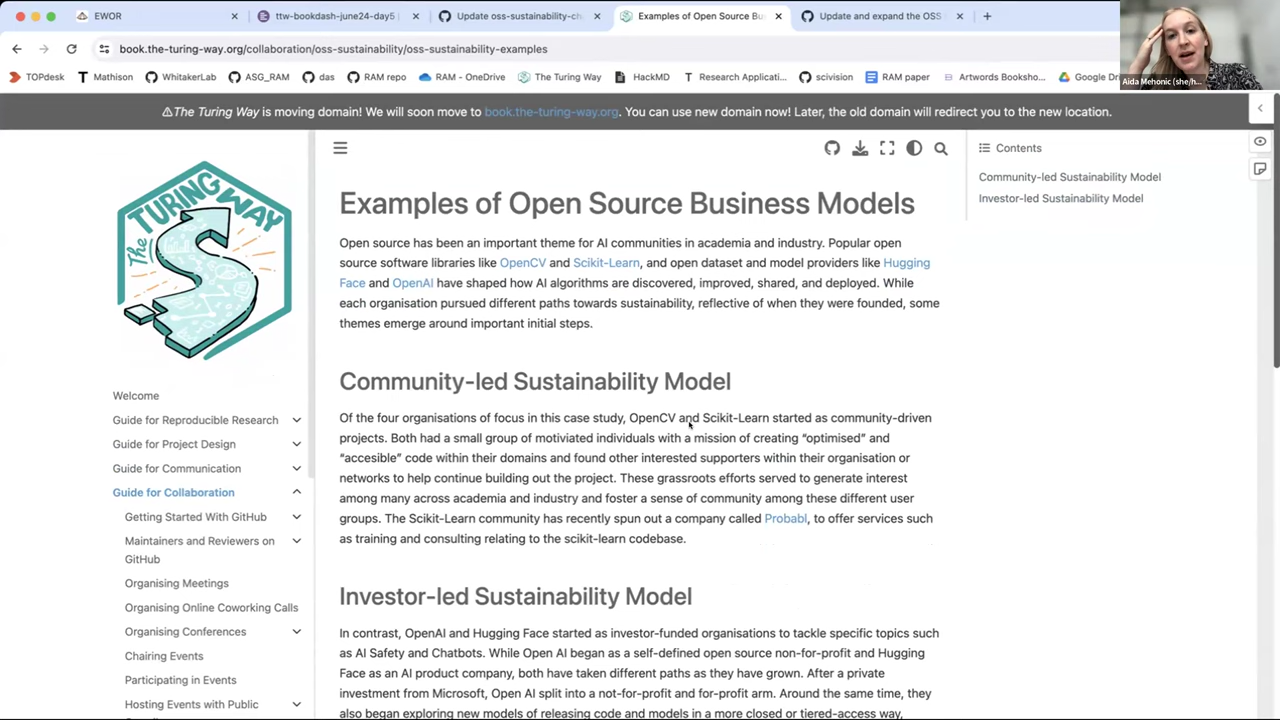 EWOR
ttw-bookdash-june24-day5
Update oss-sustainability-ch
Examples of Open Source Bus
Update and expand the OSS
book.the-turing-way.org/collaboration/oss-sustainability/oss-sustainability-examples
TOPdesk
Mathison
WhitakerLab
ASG_RAM
das
RAM repo
RAM - OneDrive
The Turing Way
HackMD
Research Applicati...
scivision
RAM paper
Artwords Booksho...
Google Dri
Aida Mehonic (she/h...
⚠The Turing Way is moving domain! We will soon move to book.the-turing-way.org. You can use new domain now! Later, the old domain will redirect you to the new location.
The TURING WAY
Welcome
Guide for Reproducible Research
Guide for Project Design
Guide for Communication
Guide for Collaboration
Getting Started With GitHub
Maintainers and Reviewers on
GitHub
Organising Meetings
Organising Online Coworking Calls
Organising Conferences
Chairing Events
Participating in Events
Hosting Events with Public
Examples of Open Source Business Models
Open source has been an important theme for AI communities in academia and industry. Popular open
source software libraries like OpenCV and Scikit-Learn, and open dataset and model providers like Hugging
Face and OpenAI have shaped how AI algorithms are discovered, improved, shared, and deployed. While
each organisation pursued different paths towards sustainability, reflective of when they were founded, some
themes emerge around important initial steps.
Community-led Sustainability Model
Of the four organisations of focus in this case study, OpenCV and Scikit-Learn started as community-driven
projects. Both had a small group of motiviated individuals with a mission of creating “optimised” and
“accesible” code within their domains and found other interested supporters within their organisation or
networks to help continue building out the project. These grassroots efforts served to generate interest
among many across academia and industry and foster a sense of community among these different user
groups. The Scikit-Learn community has recently spun out a company called Probabl, to offer services such
as training and consulting relating to the scikit-learn codebase.
Investor-led Sustainability Model
In contrast, OpenAI and Hugging Face started as investor-funded organisations to tackle specific topics such
as AI Safety and Chatbots. While Open AI began as a self-defined open source non-for-profit and Hugging
Face as an AI product company, both have taken different paths as they have grown. After a private
investment from Microsoft, Open AI split into a not-for-profit and for-profit arm. Around the same time, they
also began exploring new models of releasing code and models in a more closed or tiered-access way,
Contents
Community-led Sustainability Model
Investor-led Sustainability Model